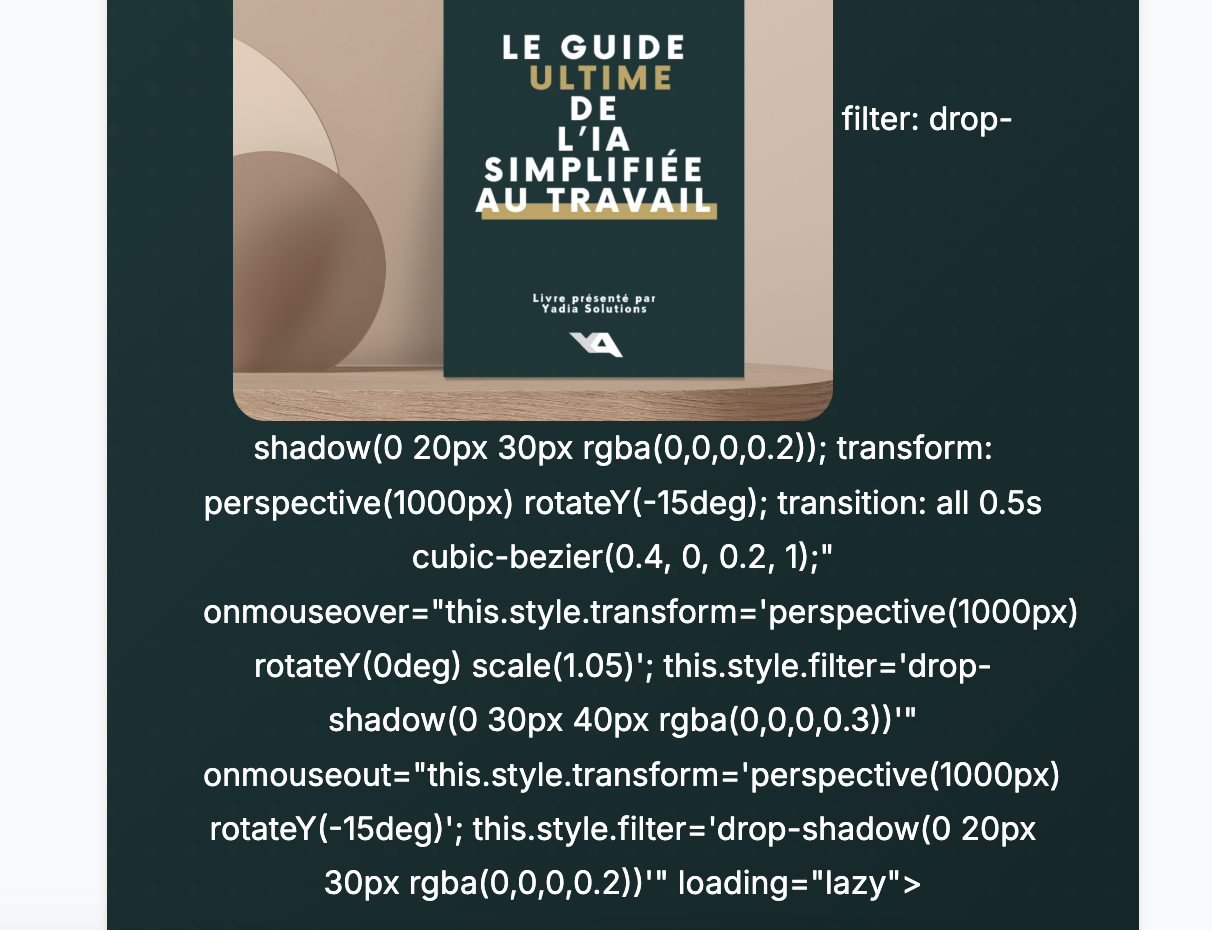 LE GUIDE
ULTIME
DE
L'IA
SIMPLIFIÉE
AU TRAVAIL
Livre présenté par
Yadia Solutions
YA
filter: drop-
shadow(0 20px 30px rgba(0,0,0,0.2)); transform:
perspective(1000px) rotateY(-15deg); transition: all 0.5s
cubic-bezier(0.4, 0, 0.2, 1);"
onmouseover="this.style.transform='perspective(1000px)
rotateY(0deg) scale(1.05)'; this.style.filter='drop-
shadow(0 30px 40px rgba(0,0,0,0.3))'"
onmouseout="this.style.transform='perspective(1000px)
rotateY(-15deg)'; this.style.filter='drop-shadow(0 20px
30px rgba(0,0,0,0.2))'" loading="lazy">